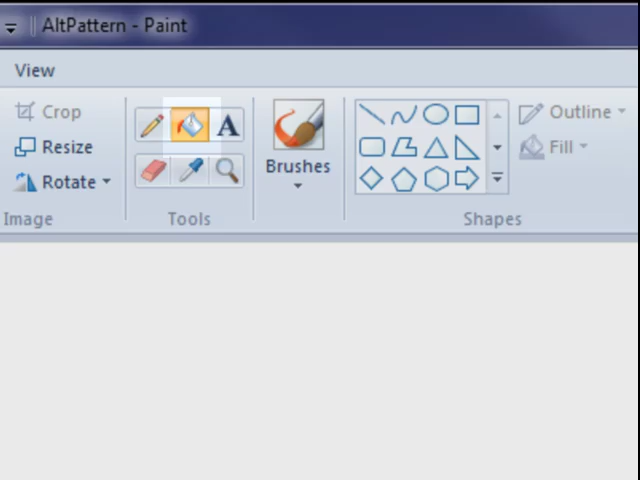 AltPattern - Paint
View
Crop
Resize
Rotate
Image
A
Tools
Brushes
Outline
Fill
Shapes